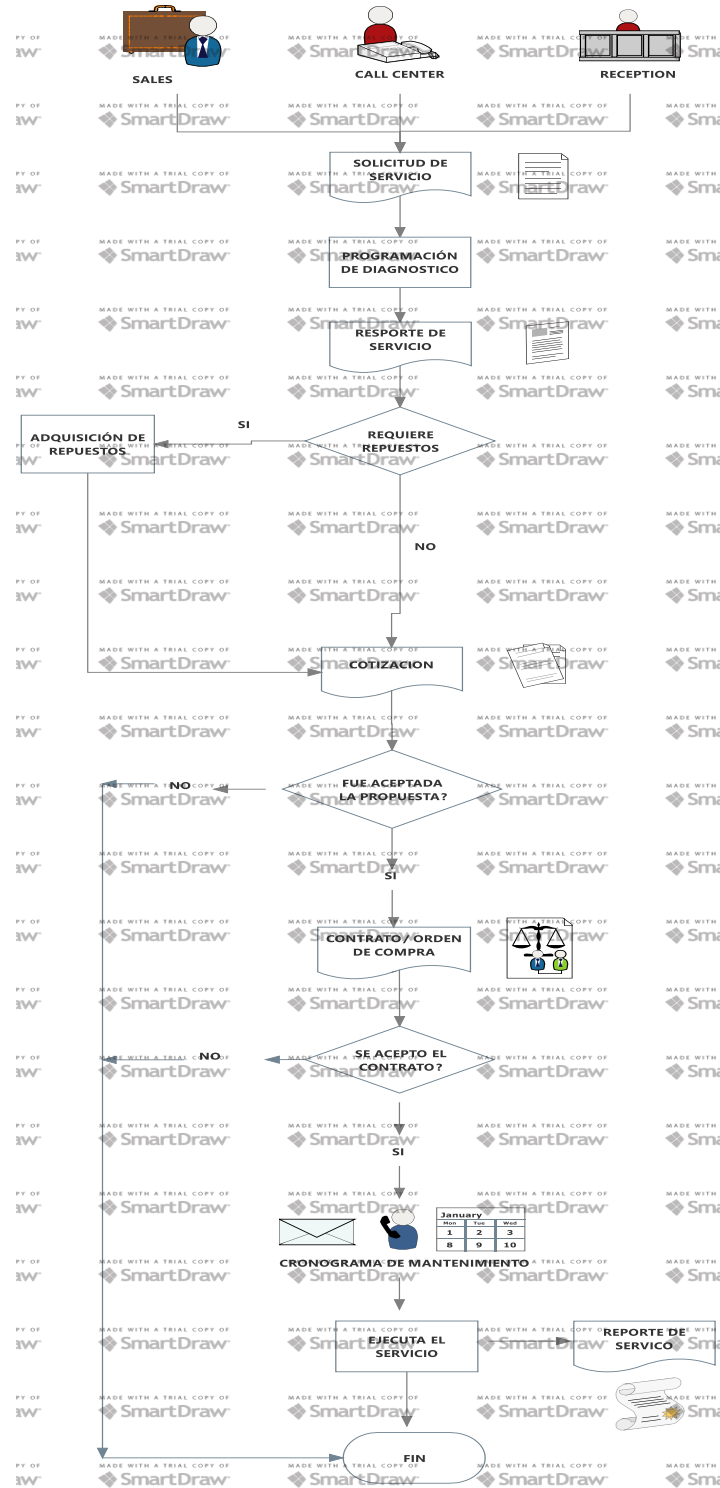 SALES
CALL CENTER
RECEPTION
SOLICITUD DE
SERVICIO
PROGRAMACIÓN
DE DIAGNOSTICO
RESPORTE DE
SERVICIO
SI
ADQUISICIÓN DE
REPUESTOS
REQUIERE
REPUESTOS
NO
COTIZACION
NO
FUE ACEPTADA
LA PROPUESTA?
SI
CONTRATO/ ORDEN
DE COMPRA
NO
SE ACEPTO EL
CONTRATO?
SI
January
Mon Tue Wed
1 2 3
8 9 10
CRONOGRAMA DE MANTENIMIENTO
EJECUTA EL
SERVICIO
REPORTE DE
SERVICO
FIN
MADE WITH A TRIAL COPY OF
SmartDraw